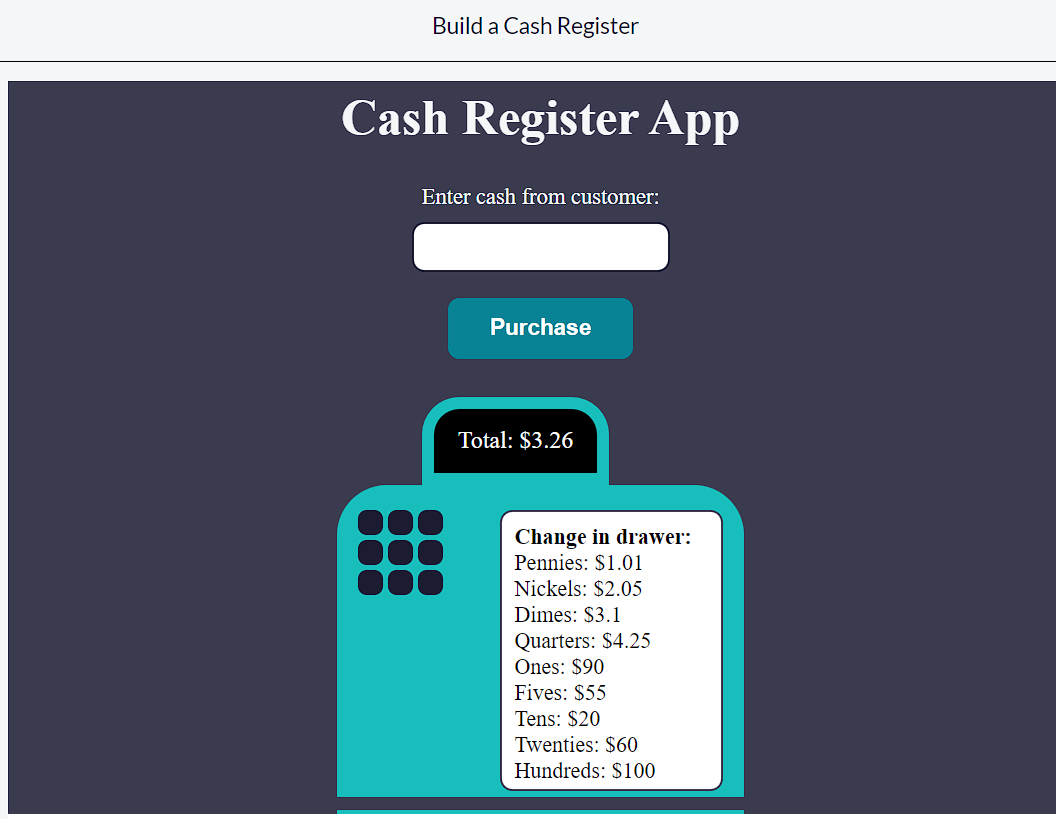 Build a Cash Register
Cash Register App
Enter cash from customer:
Purchase
Total: $3.26
Change in drawer:
Pennies: $1.01
Nickels: $2.05
Dimes: $3.1
Quarters: $4.25
Ones: $90
Fives: $55
Tens: $20
Twenties: $60
Hundreds: $100